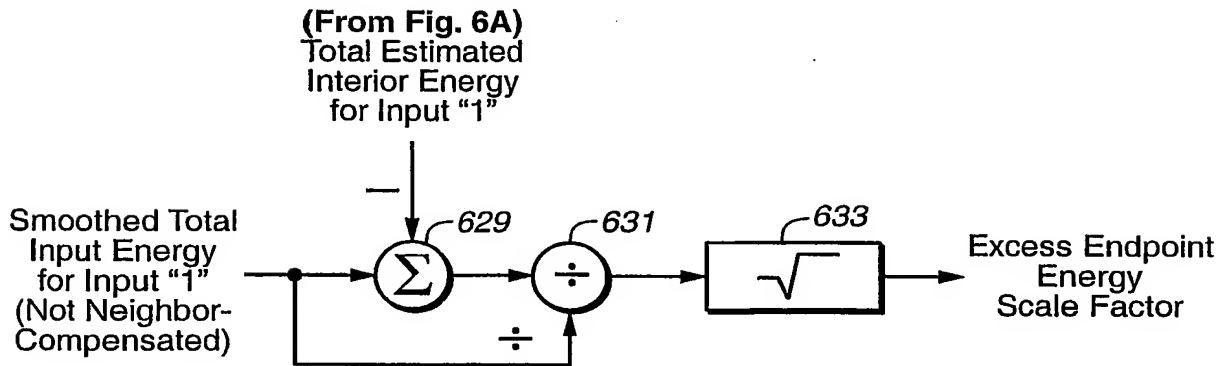 (From Fig. 6A)
Total Estimated
Interior Energy
for Input “1”
Smoothed Total
Input Energy
for Input “1”
(Not Neighbor-
Compensated)
—
629
Σ
631
÷
÷
633
√
Excess Endpoint
Energy
Scale Factor